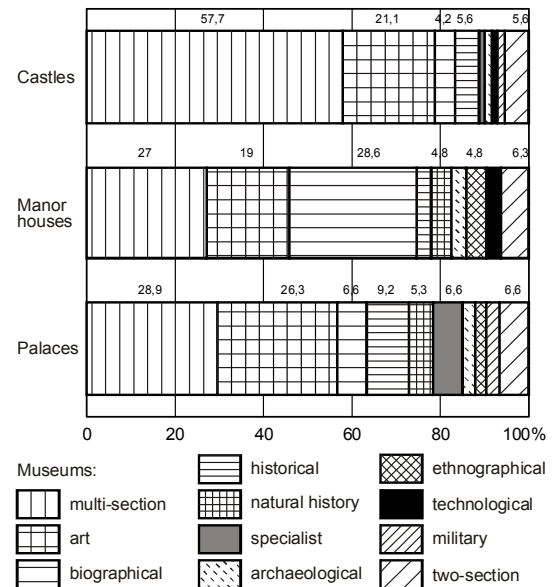 57,7 21,1 4,2 5,6 5,6
Castles
27 19 28,6 4,8 4,8 6,3
Manor
houses
28,9 26,3 6,6 9,2 5,3 6,6 6,6
Palaces
0 20 40 60 80 100%
Museums:
multi-section
art
biographical
historical
natural history
specialist
archaeological
ethnographical
technological
military
two-section